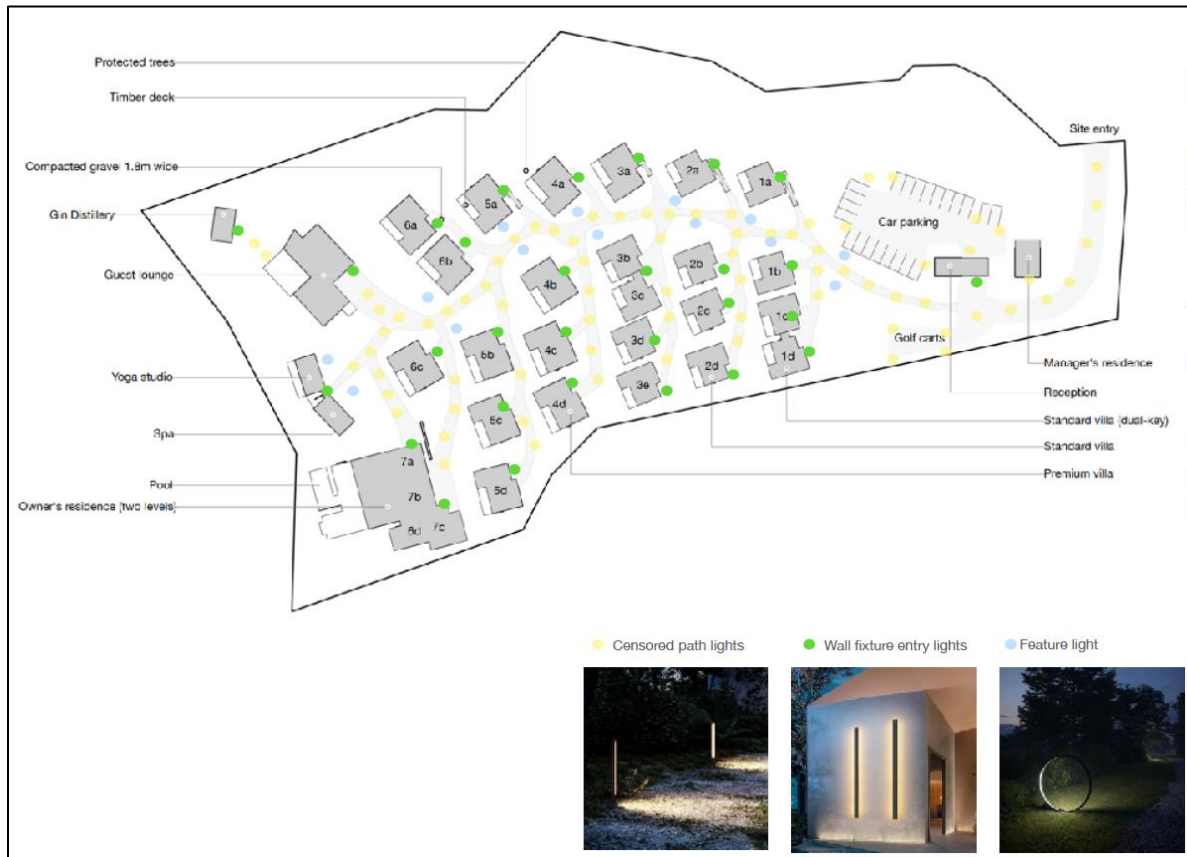 Protected trees
Timber deck
Compacted gravel 1.8m wide
Gin Distillery
Guest lounge
Yoga studio
Spa
Pool
Owner's residence (two levels)
Site entry
Car parking
Golf carts
Manager's residence
Reception
Standard villa (dual-key)
Standard villa
Premium villa
1a
2a
3a
4a
5a
6a
6b
1b
2b
3b
4b
3c
2c
1c
3d
4c
5b
6c
1d
2d
3e
4d
5c
5d
7a
7b
6d
7c
Censored path lights
Wall fixture entry lights
Feature light